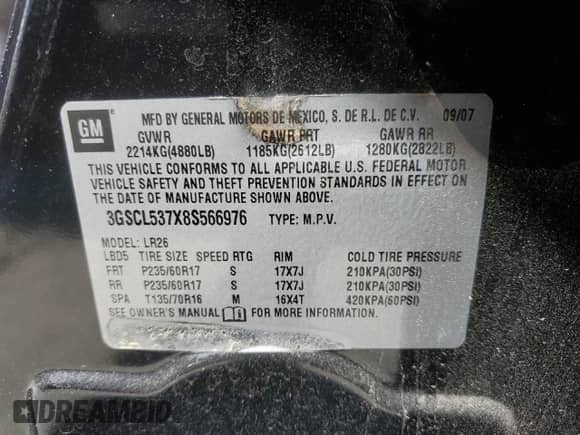 GM
MFD BY GENERAL MOTORS DE MEXICO, S. DE R.L. DE C.V. 09/07
GVWR GAWR FRT GAWR RR
2214KG(4880LB) 1185KG(2612LB) 1280KG(2822LB)
THIS VEHICLE CONFORMS TO ALL APPLICABLE U.S. FEDERAL MOTOR
VEHICLE SAFETY AND THEFT PREVENTION STANDARDS IN EFFECT ON
THE DATE OF MANUFACTURE SHOWN ABOVE.
3GSCL537X8S566976 TYPE: M.P.V.
MODEL: LR26
LBD5 TIRE SIZE SPEED RTG RIM COLD TIRE PRESSURE
FRT P235/60R17 S 17X7J 210KPA(30PSI)
RR P235/60R17 S 17X7J 210KPA(30PSI)
SPA T135/70R16 M 16X4T 420KPA(60PSI)
SEE OWNER'S MANUAL FOR MORE INFORMATION.
DREAMBID